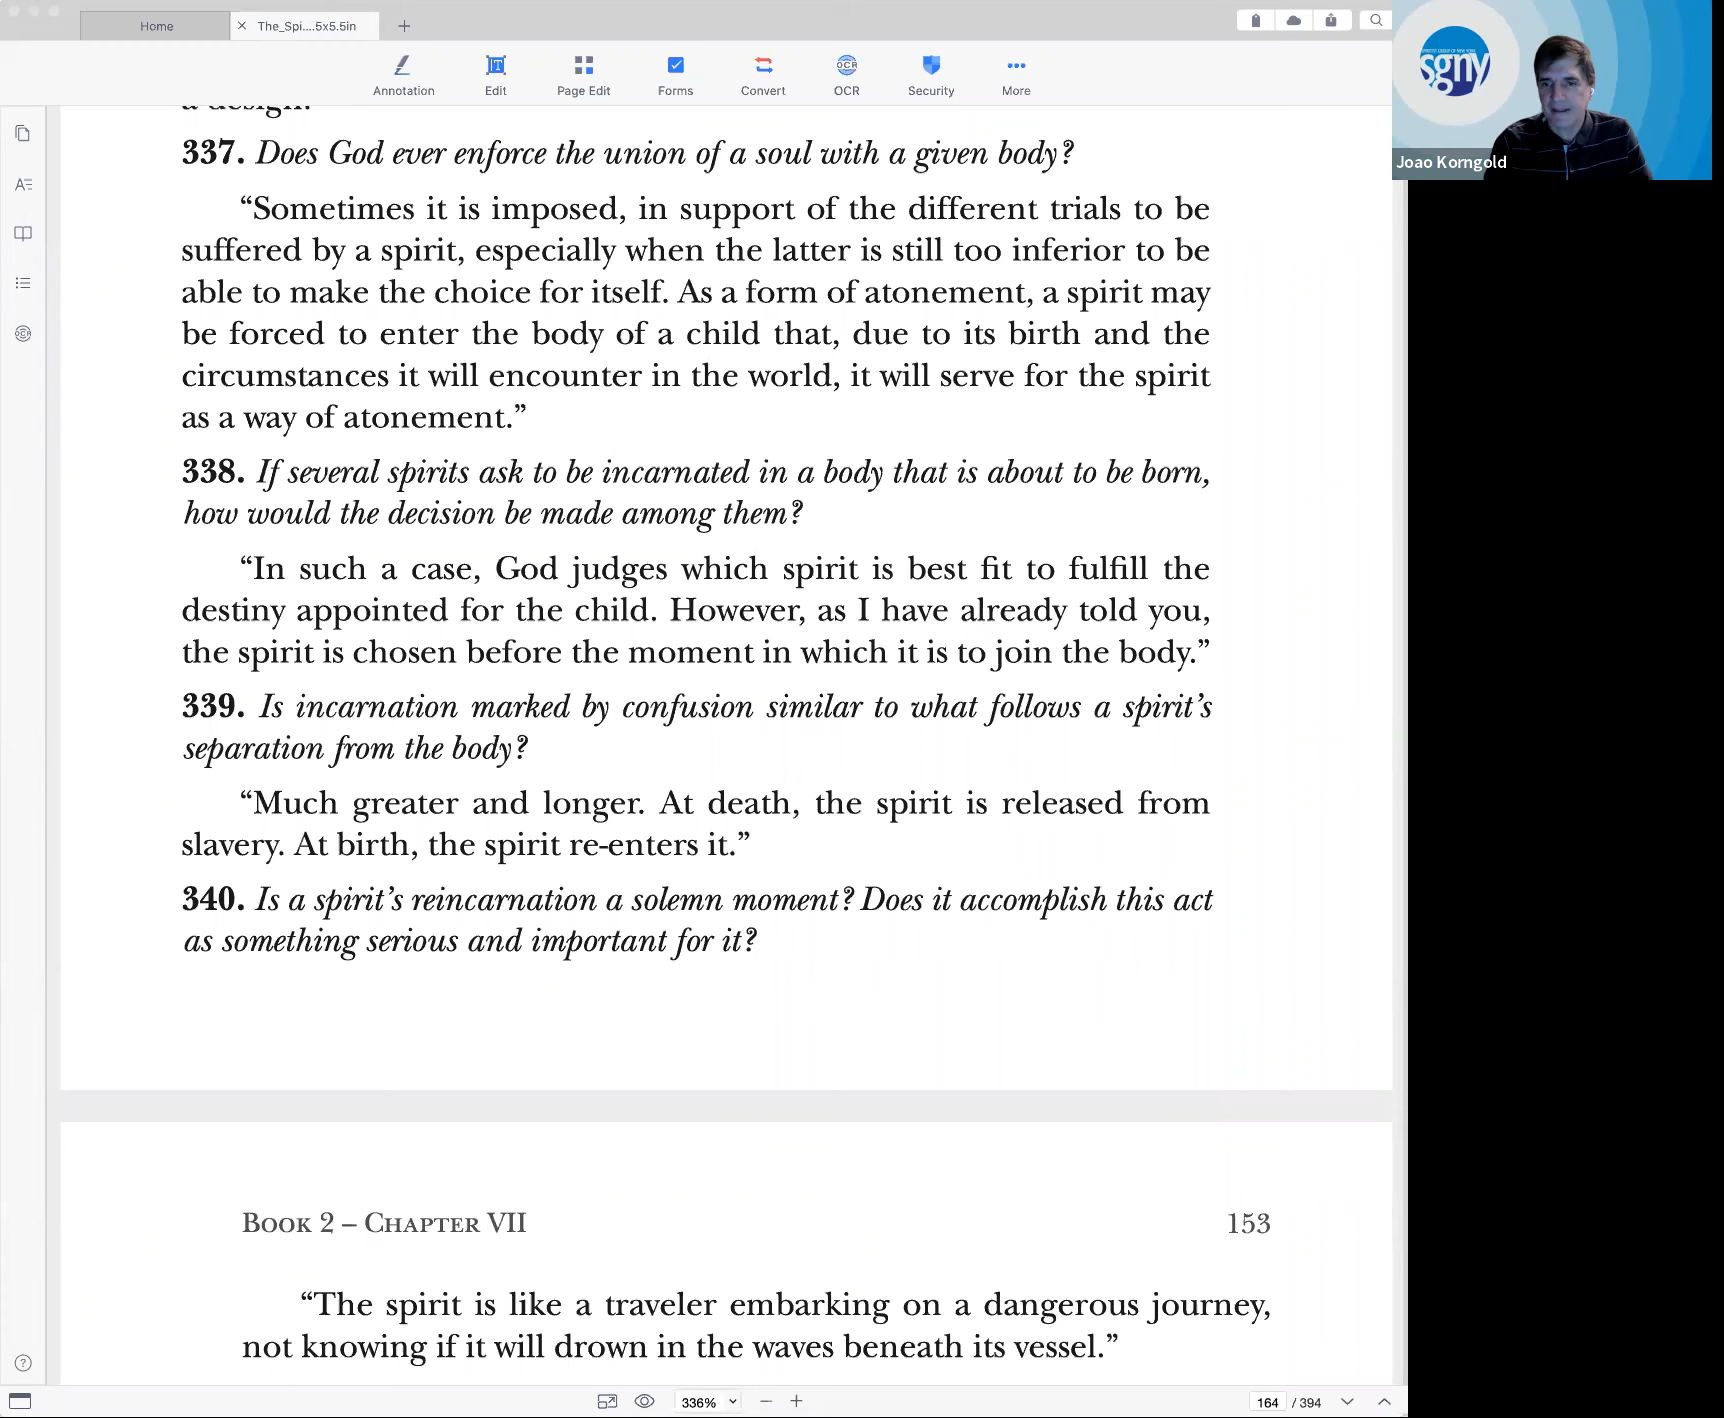 Home
The_Spi....5x5.5in
Annotation
Edit
Page Edit
Forms
Convert
OCR
Security
More
a design.
337. Does God ever enforce the union of a soul with a given body?
“Sometimes it is imposed, in support of the different trials to be
suffered by a spirit, especially when the latter is still too inferior to be
able to make the choice for itself. As a form of atonement, a spirit may
be forced to enter the body of a child that, due to its birth and the
circumstances it will encounter in the world, it will serve for the spirit
as a way of atonement.”
338. If several spirits ask to be incarnated in a body that is about to be born,
how would the decision be made among them?
“In such a case, God judges which spirit is best fit to fulfill the
destiny appointed for the child. However, as I have already told you,
the spirit is chosen before the moment in which it is to join the body.”
339. Is incarnation marked by confusion similar to what follows a spirit’s
separation from the body?
“Much greater and longer. At death, the spirit is released from
slavery. At birth, the spirit re-enters it.”
340. Is a spirit’s reincarnation a solemn moment? Does it accomplish this act
as something serious and important for it?
BOOK 2 – CHAPTER VII
153
“The spirit is like a traveler embarking on a dangerous journey,
not knowing if it will drown in the waves beneath its vessel.”
336%
164 / 394
sgny
Joao Korngold